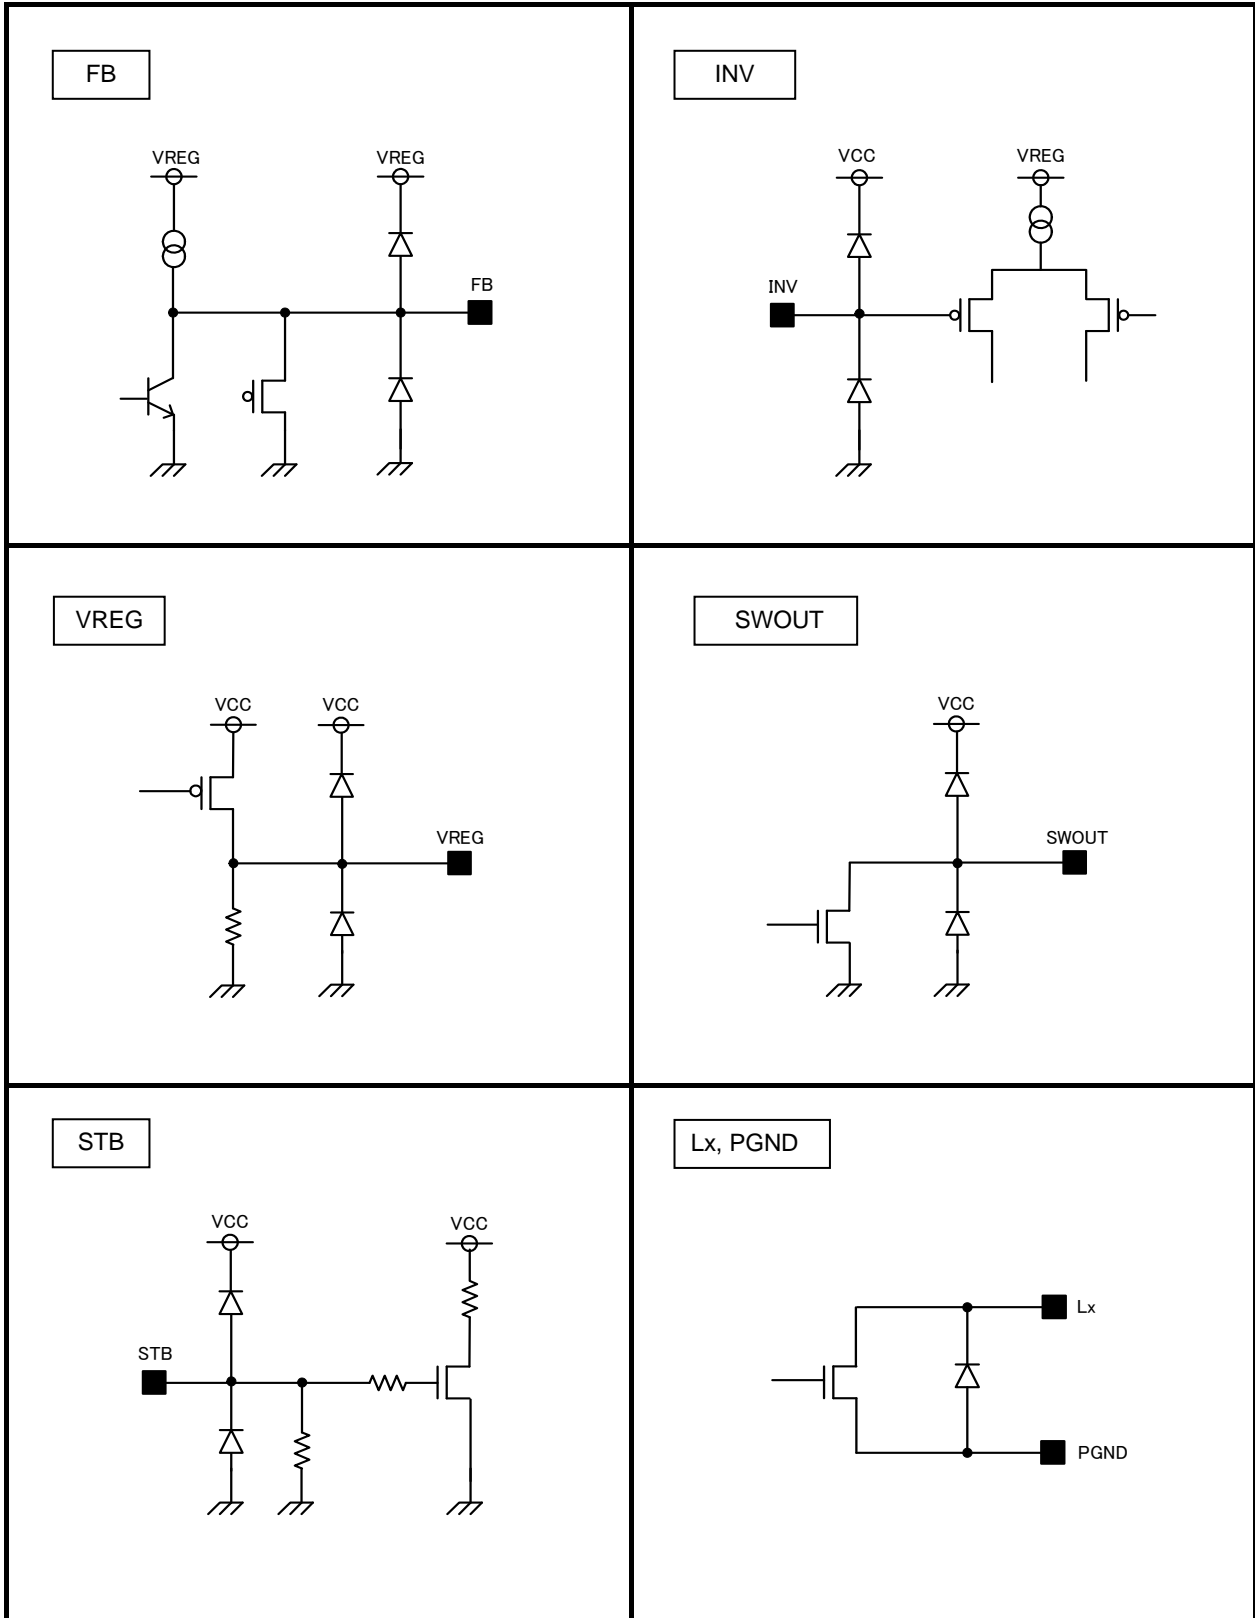 FB
VREG
VREG
FB
INV
VCC
VREG
INV
VREG
VCC
VCC
VREG
SWOUT
VCC
SWOUT
STB
VCC
VCC
STB
Lx, PGND
Lx
PGND